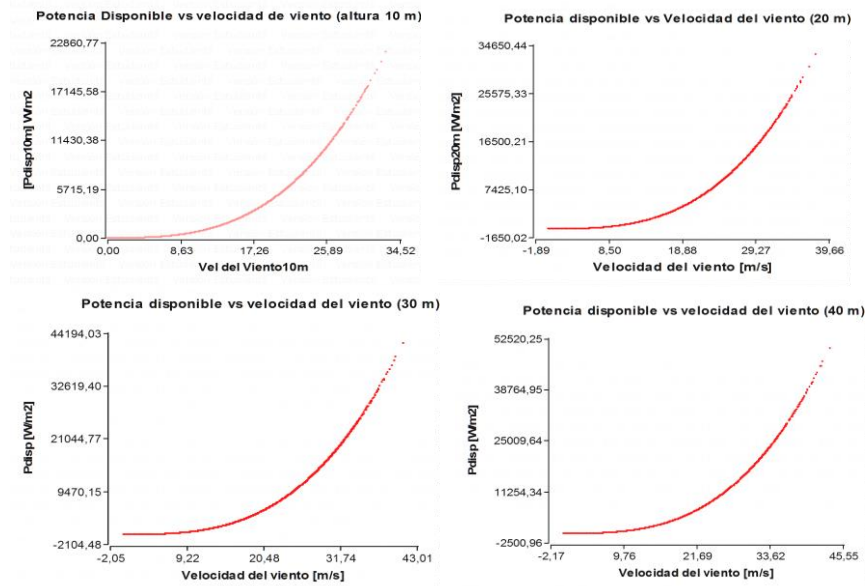 Potencia Disponible vs velocidad de viento (altura 10 m)
22860,77
17145,58
11430,38
5715,19
0,00
[Pdisp10m] W/m2
0,00 8,63 17,26 25,89 34,52
Vel del Viento10m
Potencia disponible vs Velocidad del viento (20 m)
34650,44
25575,33
16500,21
7425,10
-1650,02
Pdisp20m [W/m2]
-1,89 8,50 18,88 29,27 39,66
Velocidad del viento [m/s]
Potencia disponible vs velocidad del viento (30 m)
44194,03
32619,40
21044,77
9470,15
-2104,48
Pdisp [W/m2]
-2,05 9,22 20,48 31,74 43,01
Velocidad del viento [m/s]
Potencia disponible vs velocidad del viento (40 m)
52520,25
38764,95
25009,64
11254,34
-2500,96
Pdisp [W/m2]
-2,17 9,76 21,69 33,62 45,55
Velocidad del viento [m/s]